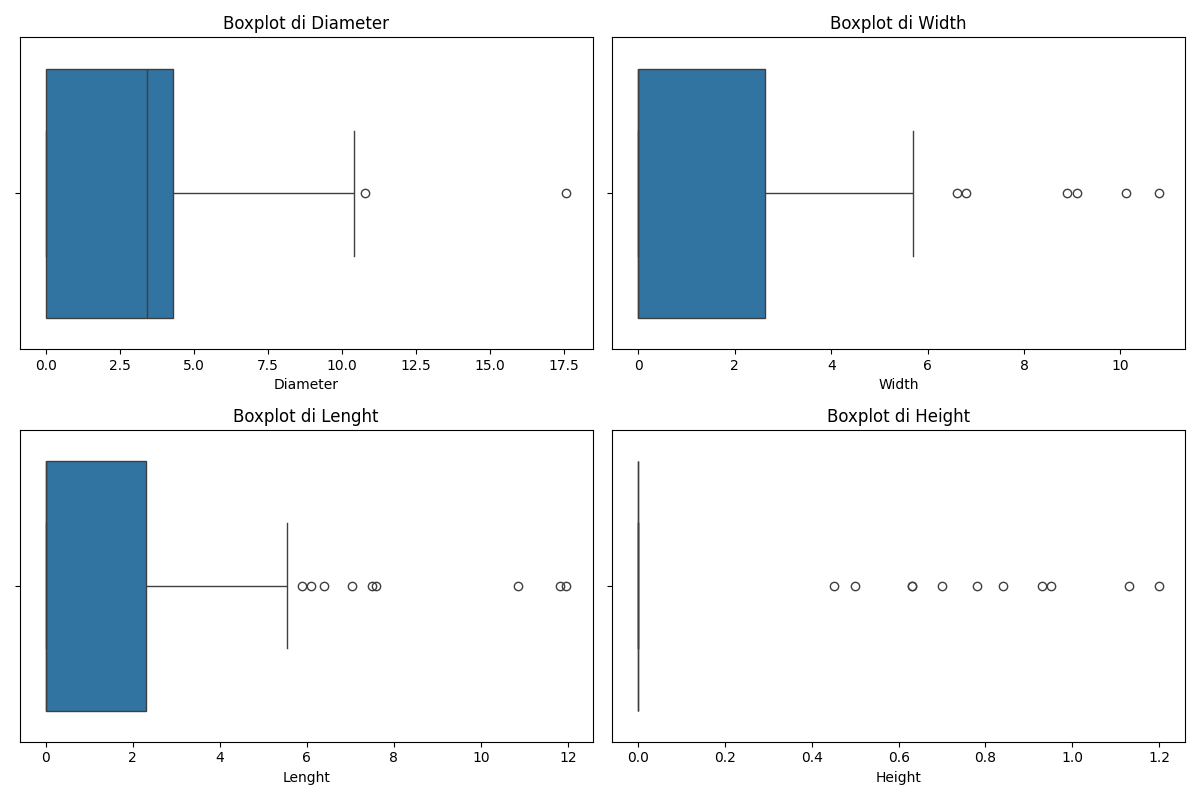 Boxplot di Diameter
0.0 2.5 5.0 7.5 10.0 12.5 15.0 17.5
Diameter
Boxplot di Width
0 2 4 6 8 10
Width
Boxplot di Lenght
0 2 4 6 8 10 12
Lenght
Boxplot di Height
0.0 0.2 0.4 0.6 0.8 1.0 1.2
Height